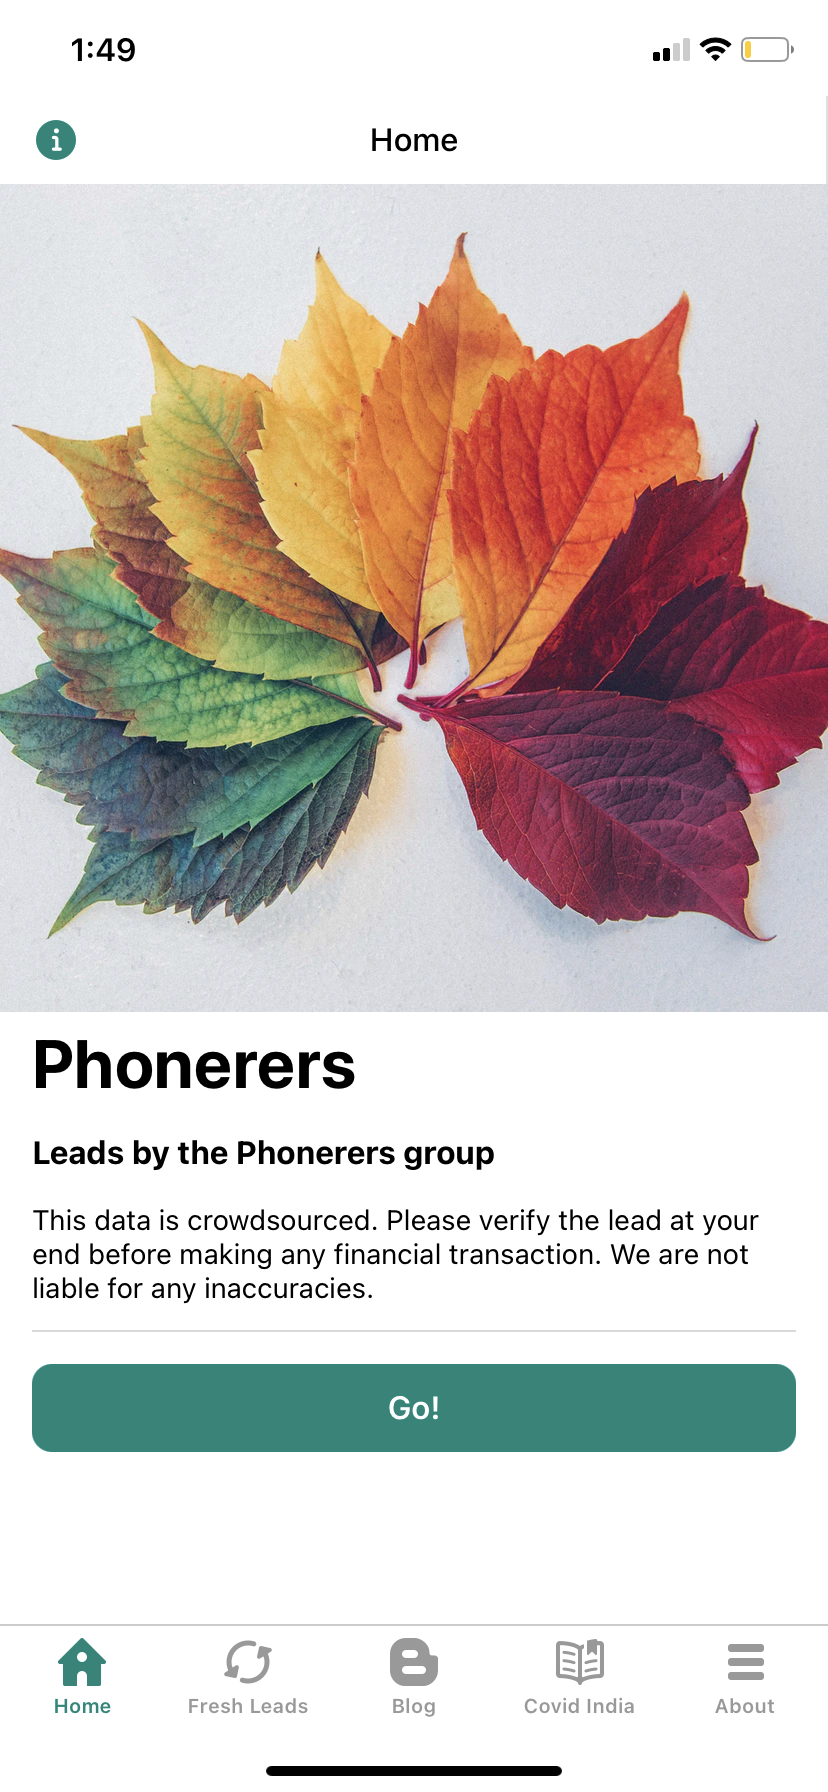 1:49
Home
Phonerers
Leads by the Phonerers group
This data is crowdsourced. Please verify the lead at your
end before making any financial transaction. We are not
liable for any inaccuracies.
Go!
Home
Fresh Leads
Blog
Covid India
About